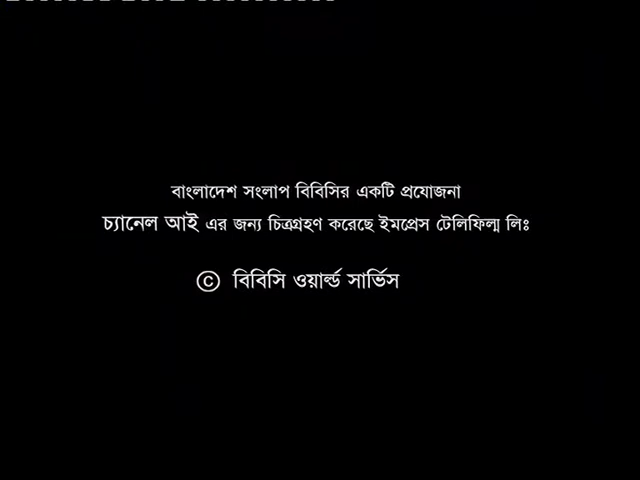 বাংলাদেশ সংলাপ বিবিসির একটি প্রযোজনা
চ্যানেল আই এর জন্য চিত্রগ্রহণ করেছে ইমপ্রেস টেলিফিল্ম লিঃ
© বিবিসি ওয়ার্ল্ড সার্ভিস